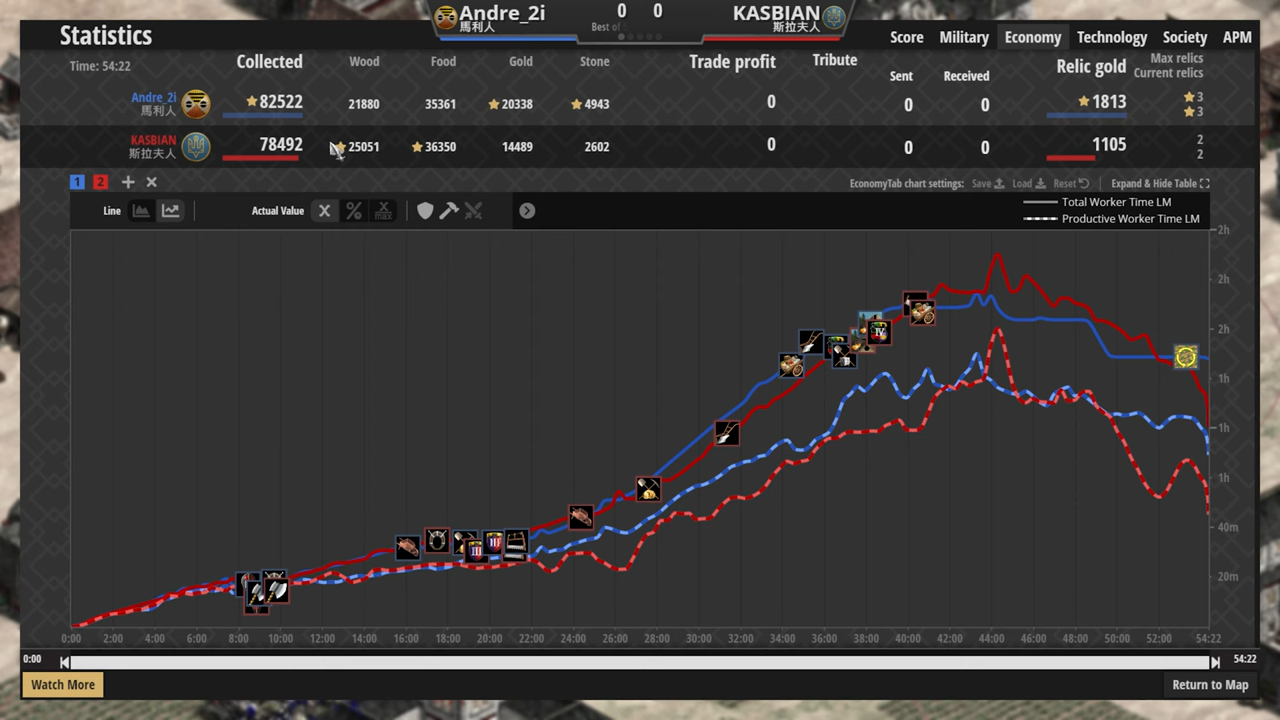 Andre_2i 0 0 KASBIAN
馬利人 Best of 斯拉夫人
Statistics
Score Military Economy Technology Society APM
Time: 54:22
Collected Wood Food Gold Stone Trade profit Tribute Sent Received Relic gold Max relics
Current relics
Andre_2i 82522 21880 35361 20338 4943 0 0 0 1813 3
馬利人 3
KASBIAN 78492 25051 36350 14489 2602 0 0 0 1105 2
斯拉夫人 2
1 2 + × EconomyTab chart settings: Save Load Reset Expand & Hide Table
Line Actual Value X % X/max
Total Worker Time LM
Productive Worker Time LM
2h
2h
2h
1h
1h
1h
40m
20m
0:00 2:00 4:00 6:00 8:00 10:00 12:00 14:00 16:00 18:00 20:00 22:00 24:00 26:00 28:00 30:00 32:00 34:00 36:00 38:00 40:00 42:00 44:00 46:00 48:00 50:00 52:00 54:22
0:00 54:22
Watch More Return to Map